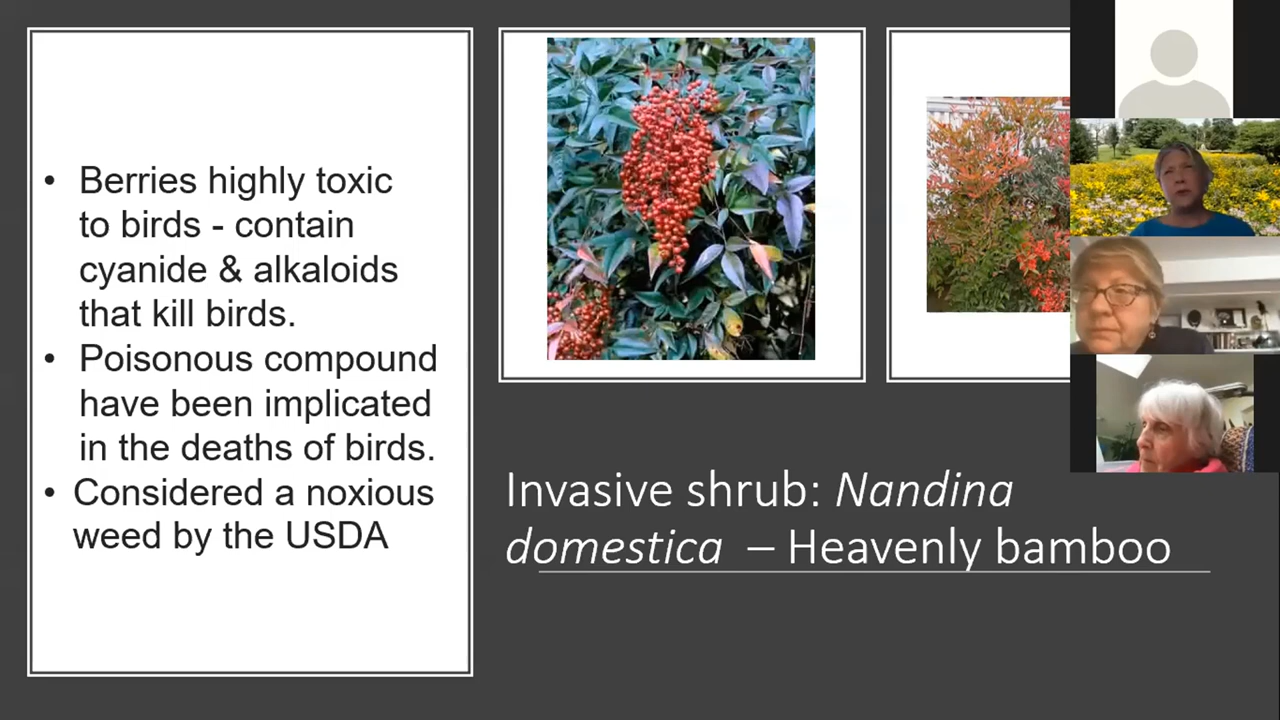 • Berries highly toxic
to birds - contain
cyanide & alkaloids
that kill birds.
• Poisonous compound
have been implicated
in the deaths of birds.
• Considered a noxious
weed by the USDA
Invasive shrub: Nandina
domestica – Heavenly bamboo